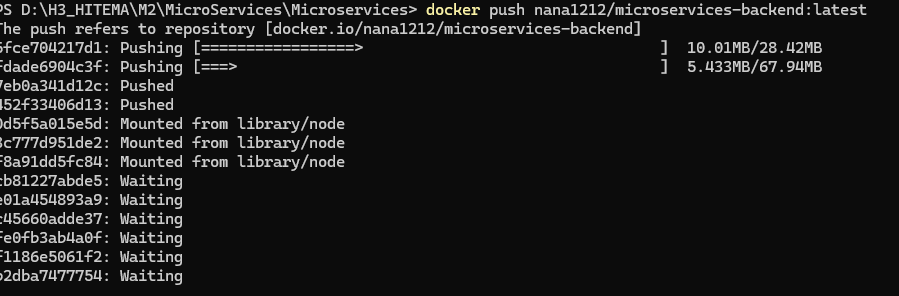 PS D:\H3_HITEMA\M2\MicroServices\Microservices> docker push nana1212/microservices-backend:latest
The push refers to repository [docker.io/nana1212/microservices-backend]
5fce704217d1: Pushing [=================>                                 ]  10.01MB/28.42MB
fdade6904c3f: Pushing [===>                                               ]  5.433MB/67.94MB
7eb0a341d12c: Pushed
452f33406d13: Pushed
0d5f5a015e5d: Mounted from library/node
3c777d951de2: Mounted from library/node
f8a91dd5fc84: Mounted from library/node
cb81227abde5: Waiting
e01a454893a9: Waiting
c45660adde37: Waiting
fe0fb3ab4a0f: Waiting
f1186e5061f2: Waiting
b2dba7477754: Waiting